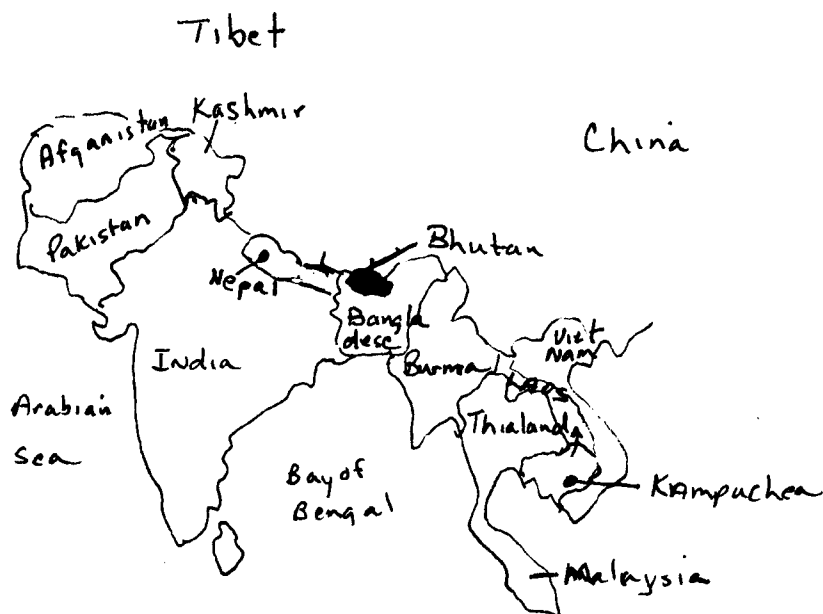 Tibet
Kashmir
Afganistan
China
Pakistan
Bhutan
Nepal
Bangla
desc
Viet
Nam
India
Burma
Laos
Arabian
Sea
Thialand
Bay of
Bengal
Kampuchea
Malaysia